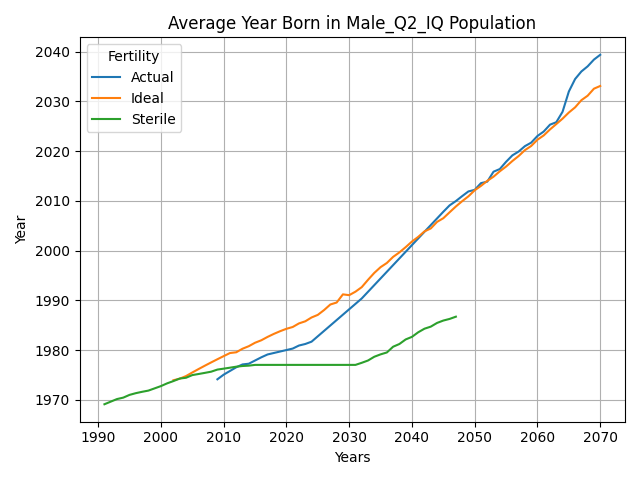 Average Year Born in Male_Q2_IQ Population
Fertility
Actual
Ideal
Sterile
2040
2030
2020
2010
2000
1990
1980
1970
Year
1990 2000 2010 2020 2030 2040 2050 2060 2070
Years